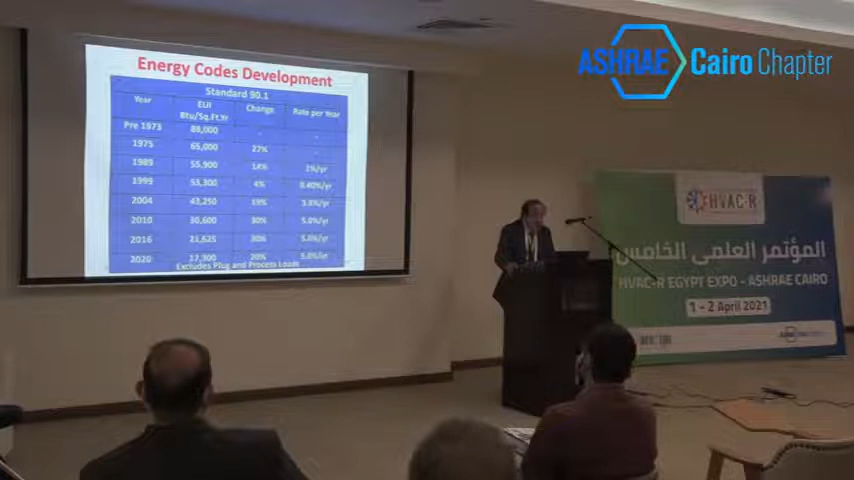 ASHRAE Cairo Chapter
Energy Codes Development
Standard 90.1
Year EUI Btu/Sq.Ft.Yr Change Rate per Year
Pre 1973 88,000 - -
1975 65,000 27% -
1989 55,900 14% 1%/yr
1999 53,300 4% 0.40%/yr
2004 43,250 19% 3.8%/yr
2010 30,600 30% 5.0%/yr
2016 21,625 30% 5.0%/yr
2020 17,300 20% 5.0%/yr
Excludes Plug and Process Loads
HVAC-R
المؤتمر العلمى الخامس
HVAC-R EGYPT EXPO - ASHRAE CAIRO
1 - 2 April 2021